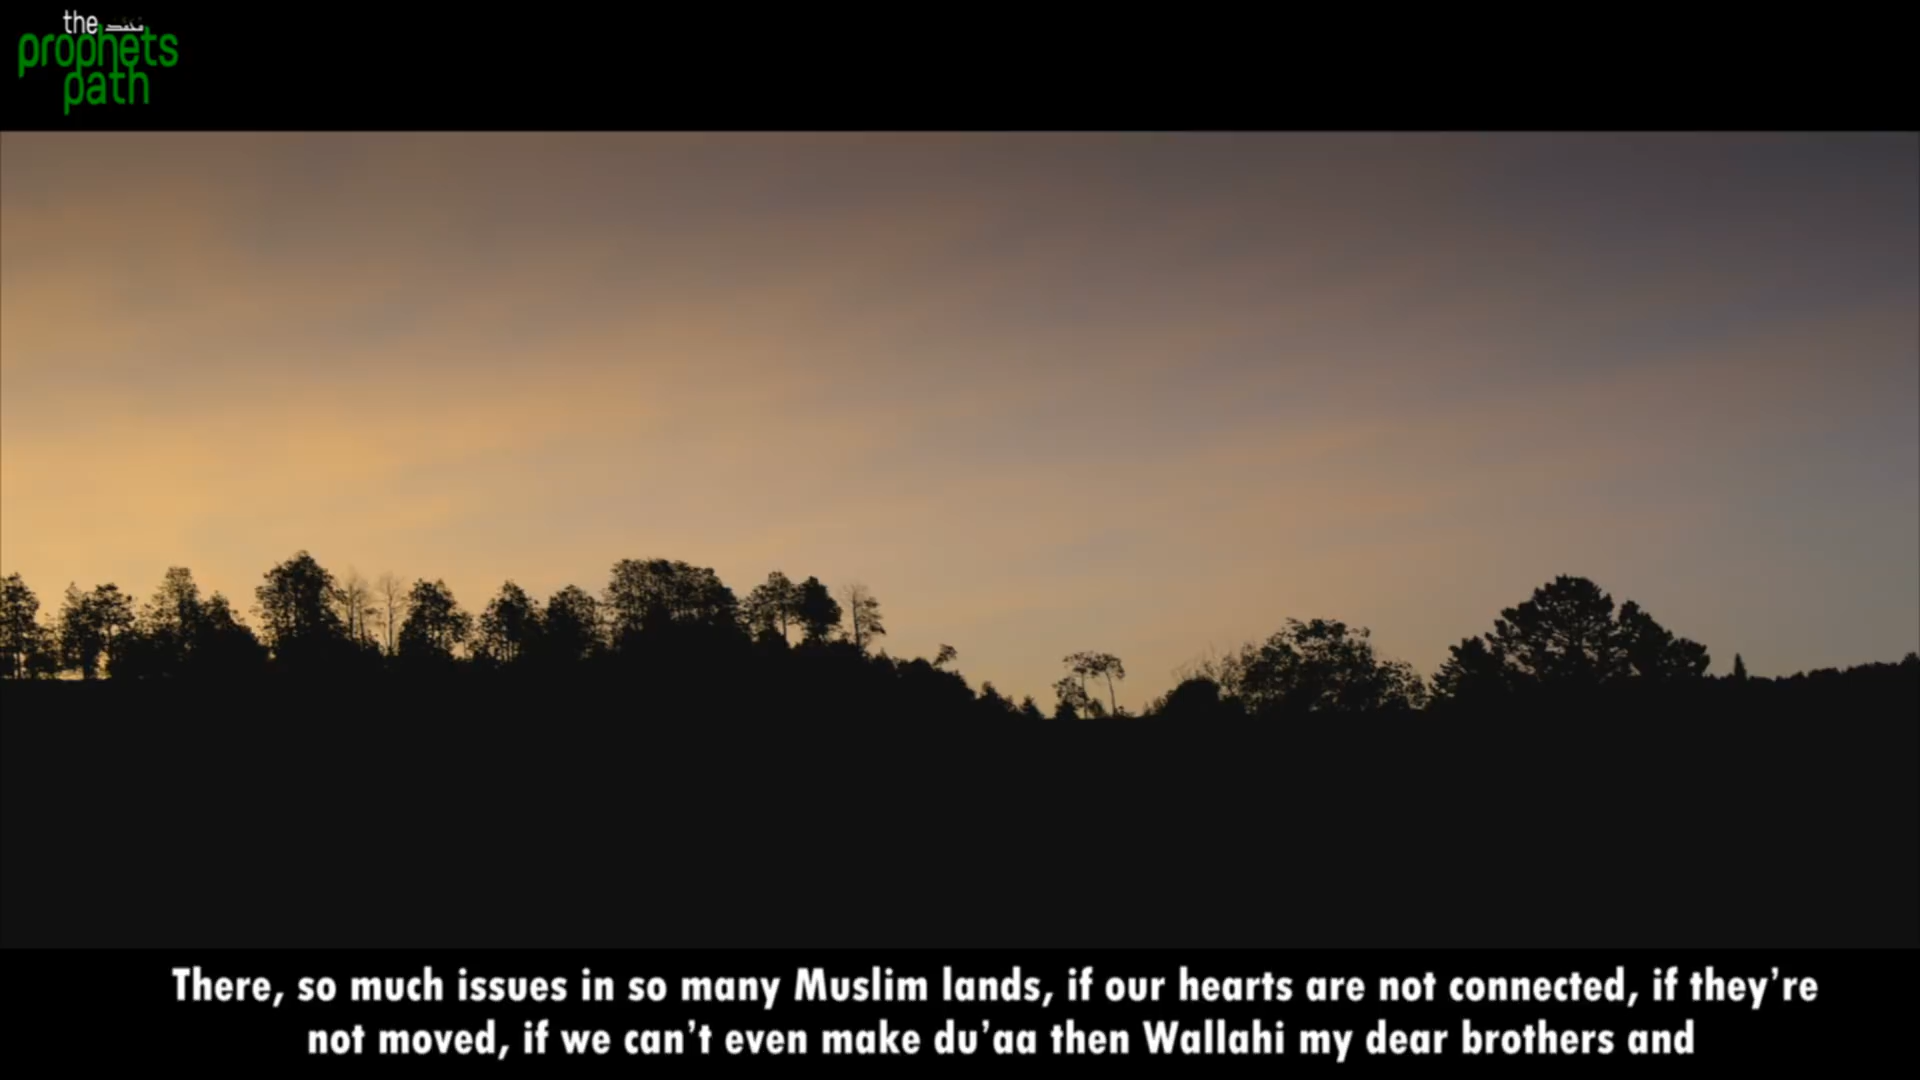 the محمد
prophets
path
There, so much issues in so many Muslim lands, if our hearts are not connected, if they're
not moved, if we can't even make du'aa then Wallahi my dear brothers and